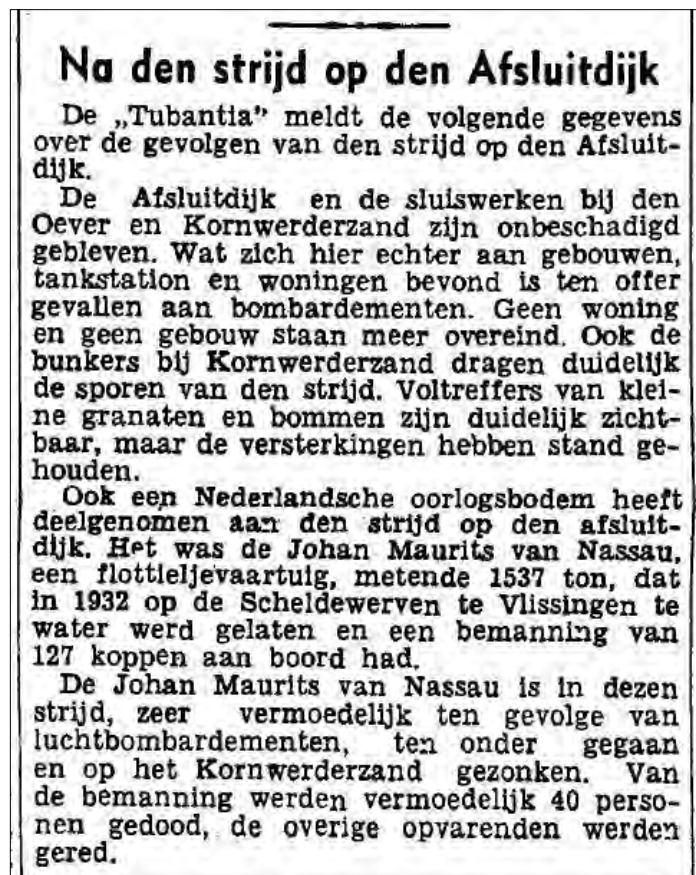 Na den strijd op den Afsluitdijk
De „Tubantia” meldt de volgende gegevens
over de gevolgen van den strijd op den Afsluit-
dijk.
De Afsluitdijk en de sluiswerken bij den
Oever en Kornwerderzand zijn onbeschadigd
gebleven. Wat zich hier echter aan gebouwen,
tankstation en woningen bevond is ten offer
gevallen aan bombardementen. Geen woning
en geen gebouw staan meer overeind. Ook de
bunkers bij Kornwerderzand dragen duidelijk
de sporen van den strijd. Voltreffers van klei-
ne granaten en bommen zijn duidelijk zicht-
baar, maar de versterkingen hebben stand ge-
houden.
Ook een Nederlandsche oorlogsbodem heeft
deelgenomen aan den strijd op den afsluit-
dijk. Het was de Johan Maurits van Nassau,
een flottieljevaartuig, metende 1537 ton, dat
in 1932 op de Scheldewerven te Vlissingen te
water werd gelaten en een bemanning van
127 koppen aan boord had.
De Johan Maurits van Nassau is in dezen
strijd, zeer vermoedelijk ten gevolge van
luchtbombardementen, ten onder gegaan
en op het Kornwerderzand gezonken. Van
de bemanning werden vermoedelijk 40 perso-
nen gedood, de overige opvarenden werden
gered.